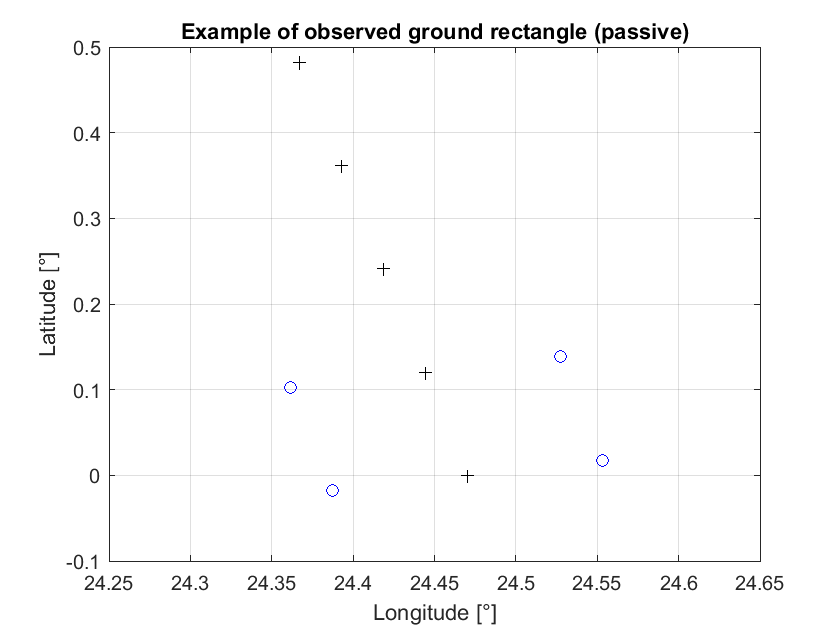 Example of observed ground rectangle (passive)
0.5
0.4
0.3
0.2
0.1
0
-0.1
Latitude [°]
24.25 24.3 24.35 24.4 24.45 24.5 24.55 24.6 24.65
Longitude [°]